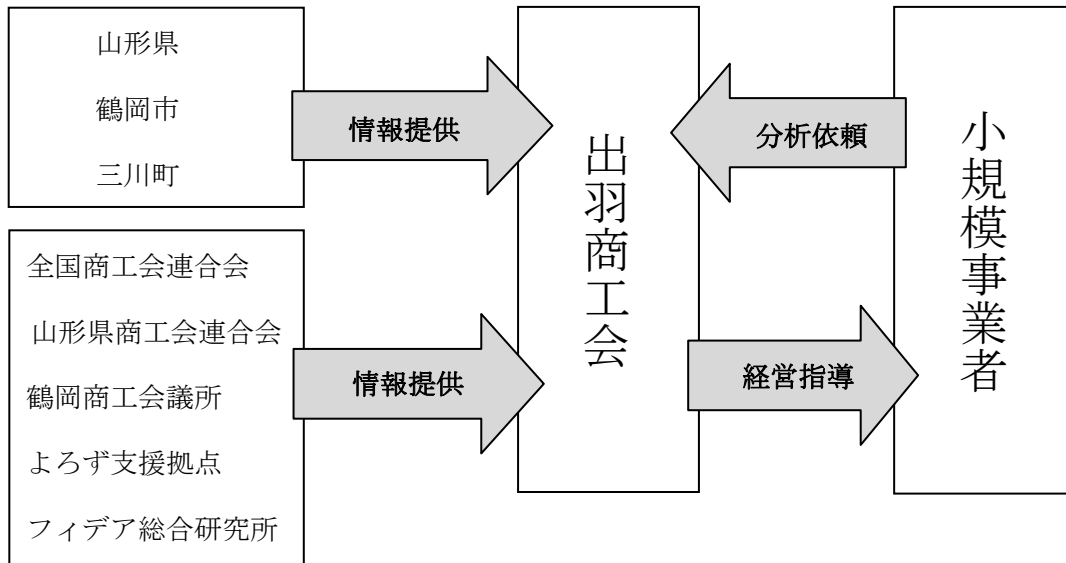 山形県
鶴岡市
三川町
情報提供
全国商工会連合会
山形県商工会連合会
鶴岡商工会議所
よろず支援拠点
フィデア総合研究所
情報提供
出羽商工会
分析依頼
経営指導
小規模事業者